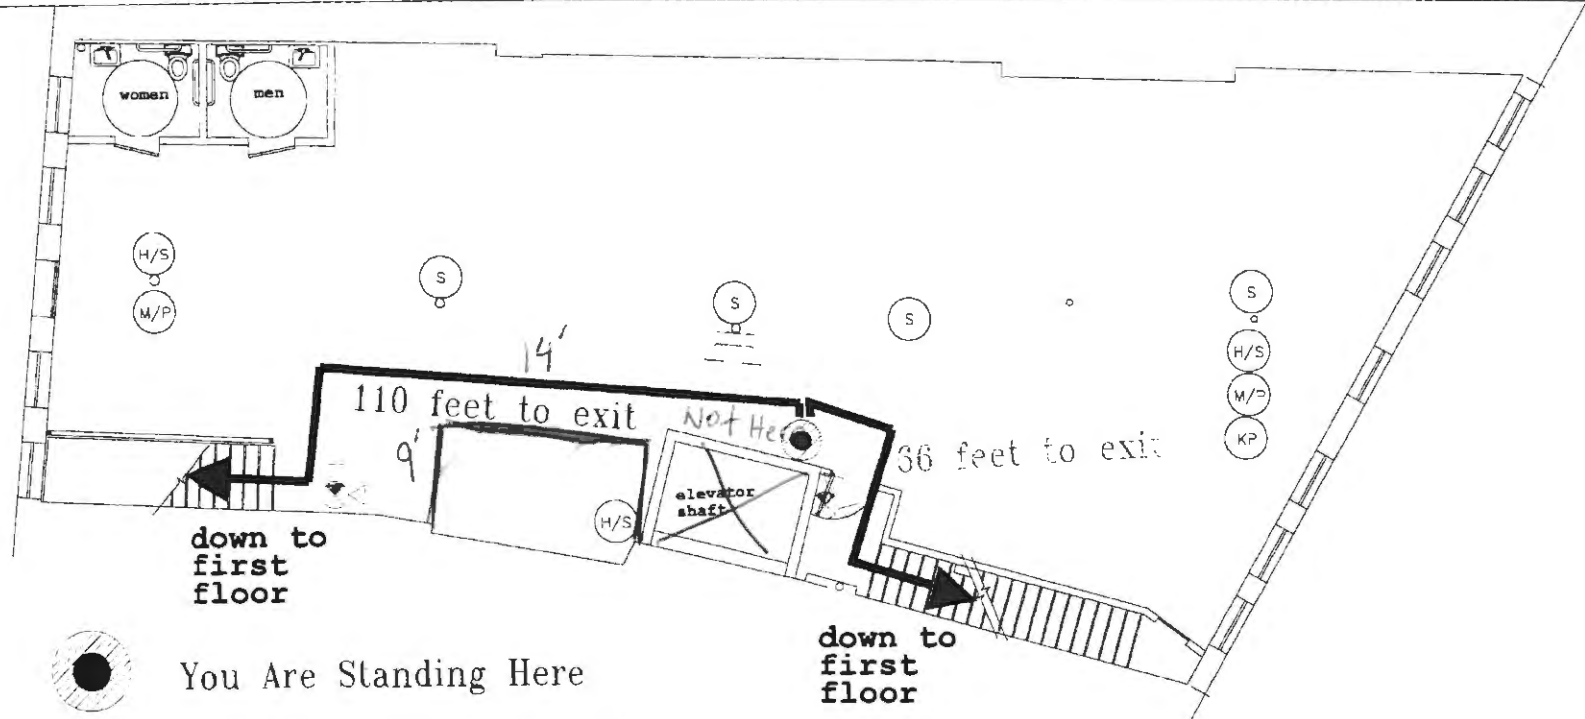 women
men
H/S
M/P
S
S
S
S
H/S
M/P
KP
14'
110 feet to exit
Not Here
9'
36 feet to exit
elevator
shaft
H/S
down to
first
floor
down to
first
floor
You Are Standing Here